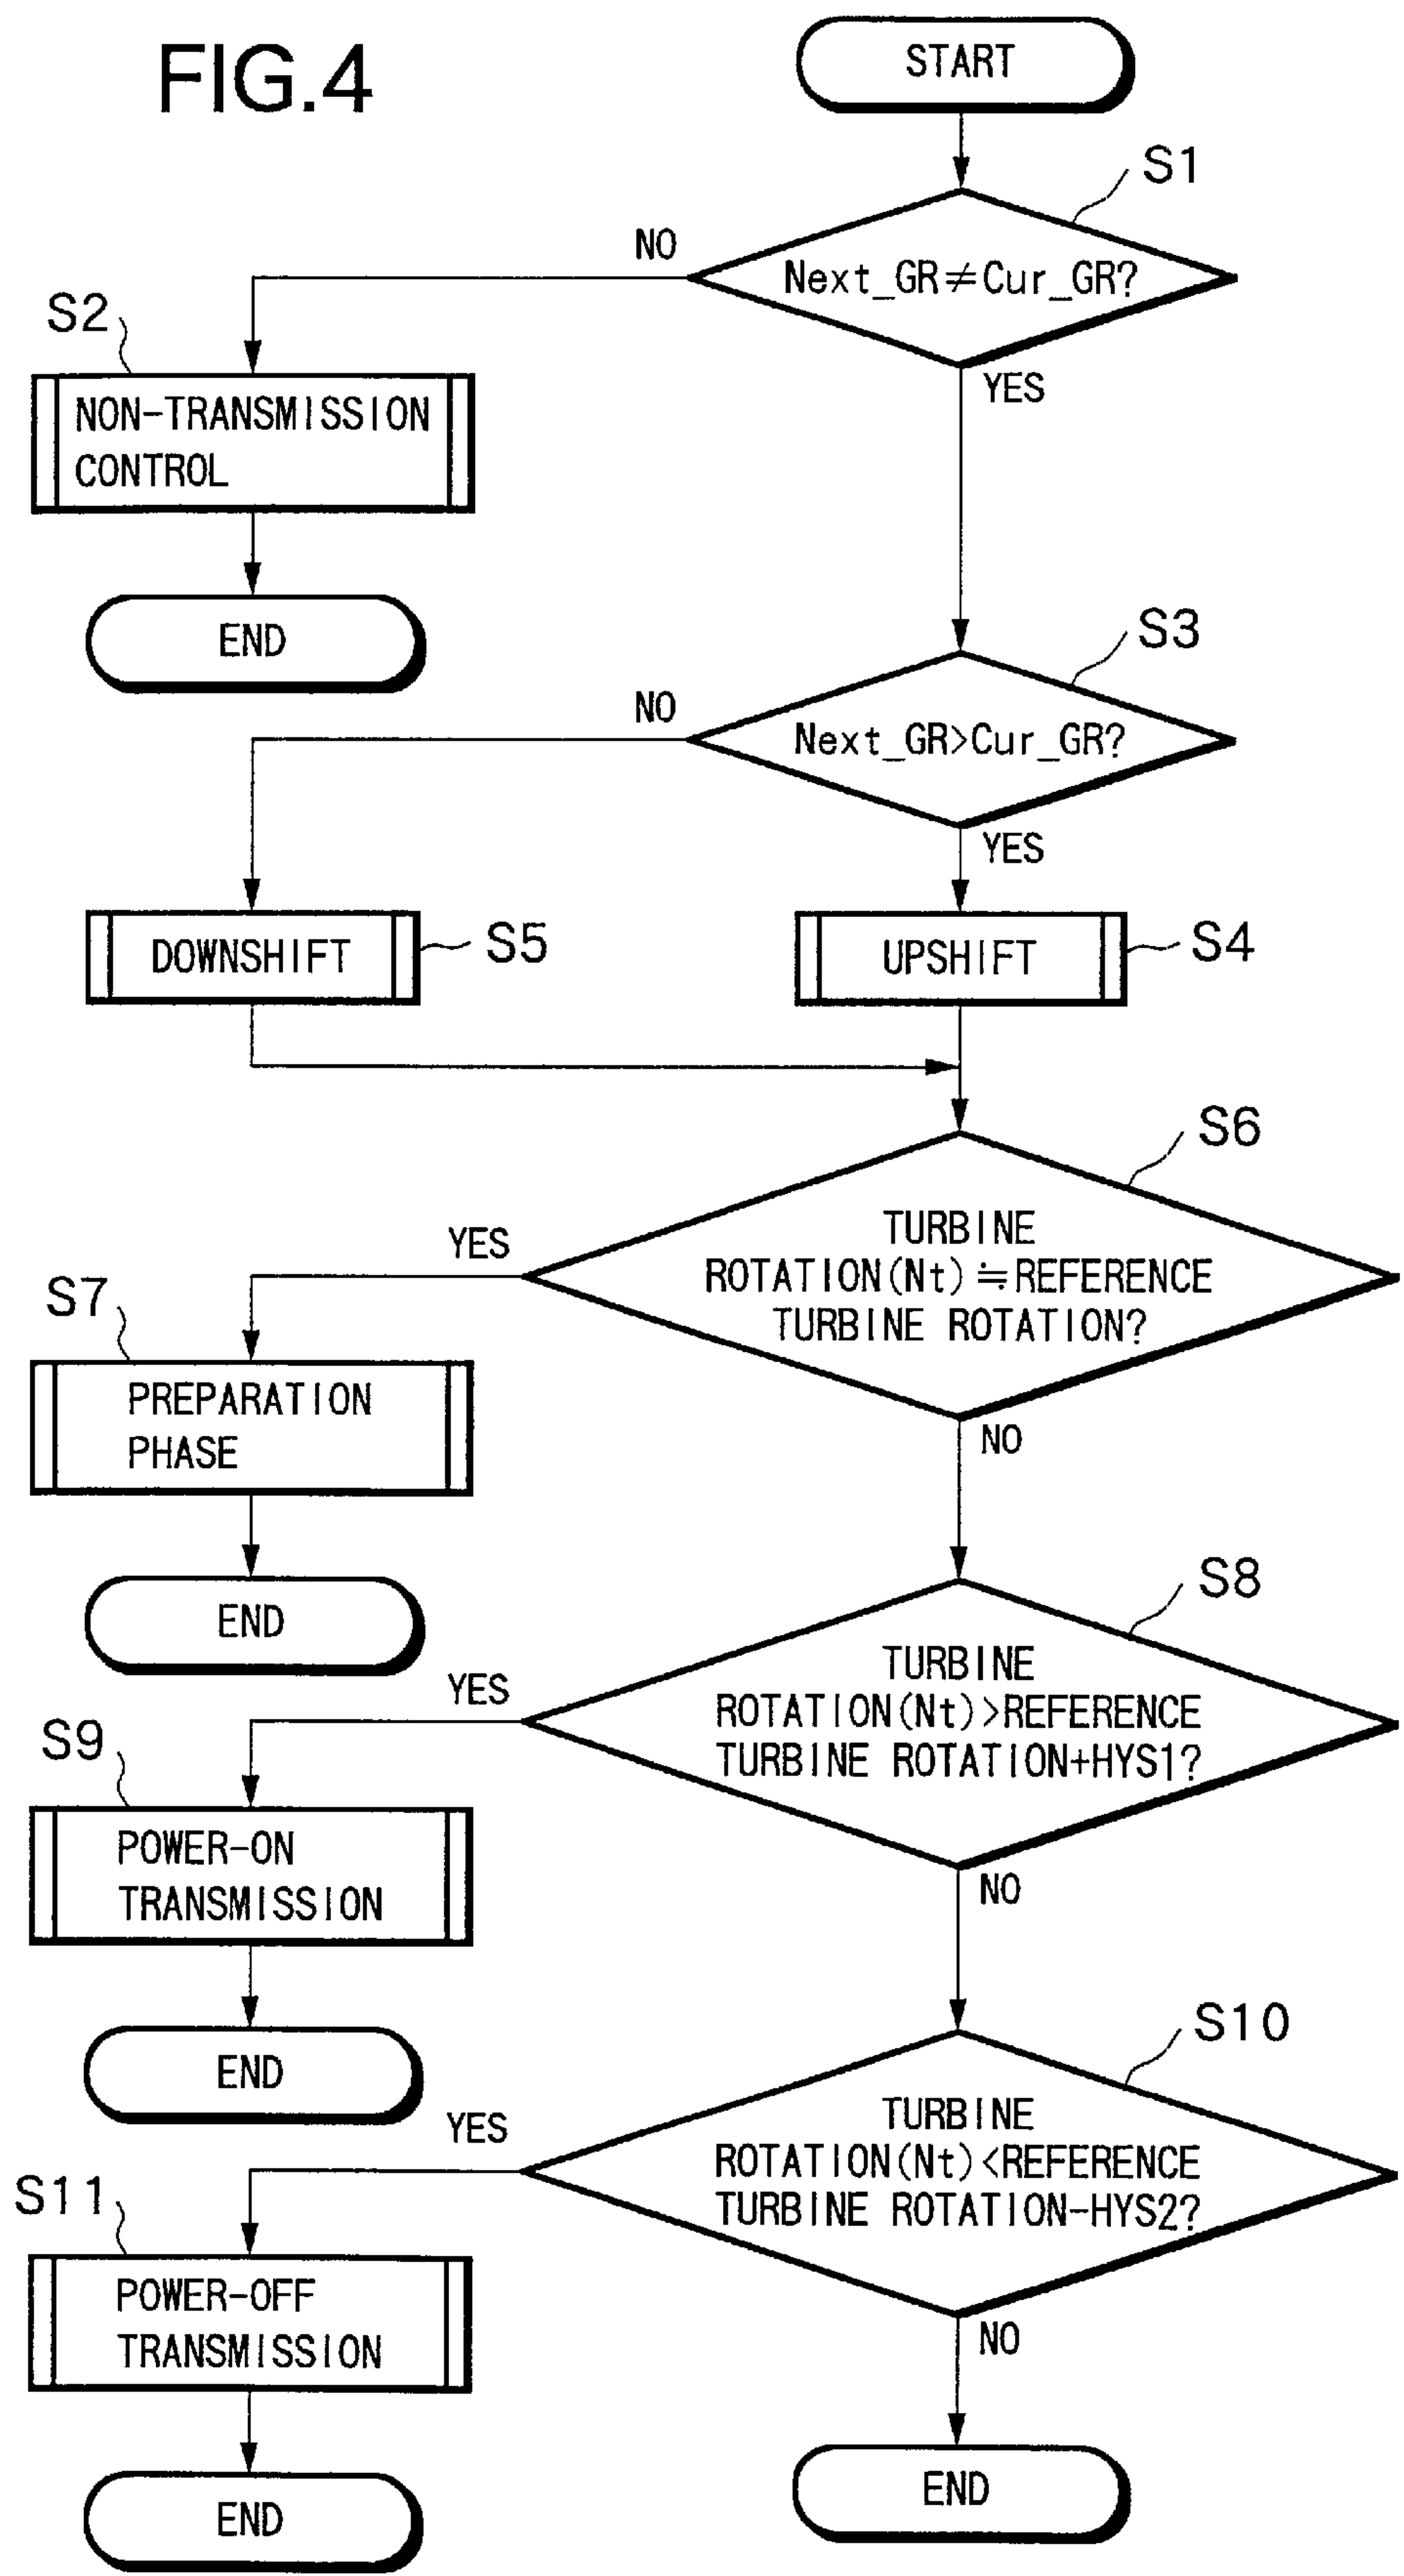 FIG.4
START
S1
NO
Next_GR≠Cur_GR?
S2
YES
NON-TRANSMISSION
CONTROL
END
S3
NO
Next_GR>Cur_GR?
YES
DOWNSHIFT
S5
UPSHIFT
S4
S6
TURBINE
YES
ROTATION(Nt)≒REFERENCE
TURBINE ROTATION?
S7
PREPARATION
PHASE
NO
END
S8
TURBINE
YES
ROTATION(Nt)>REFERENCE
TURBINE ROTATION+HYS1?
S9
POWER-ON
TRANSMISSION
NO
END
S10
TURBINE
YES
ROTATION(Nt)<REFERENCE
TURBINE ROTATION-HYS2?
S11
POWER-OFF
TRANSMISSION
NO
END
END